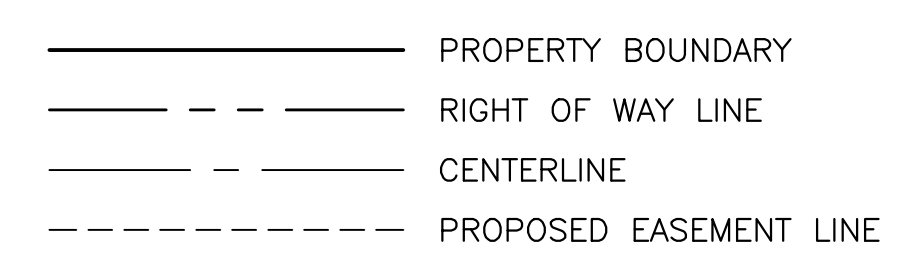 PROPERTY BOUNDARY
RIGHT OF WAY LINE
CENTERLINE
PROPOSED EASEMENT LINE